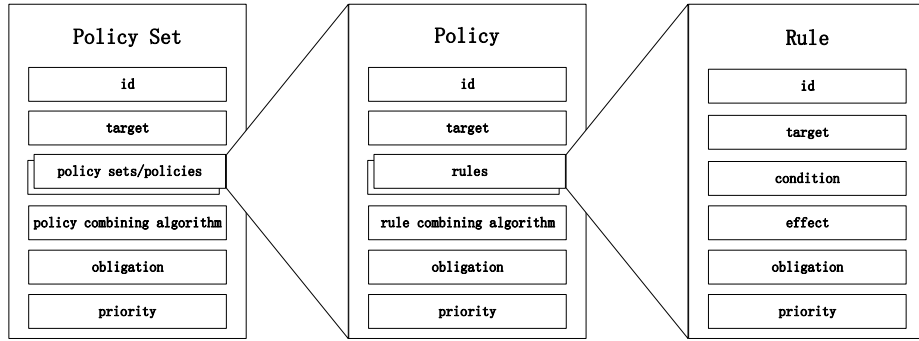 Policy Set
id
target
policy sets/policies
policy combining algorithm
obligation
priority
Policy
id
target
rules
rule combining algorithm
obligation
priority
Rule
id
target
condition
effect
obligation
priority